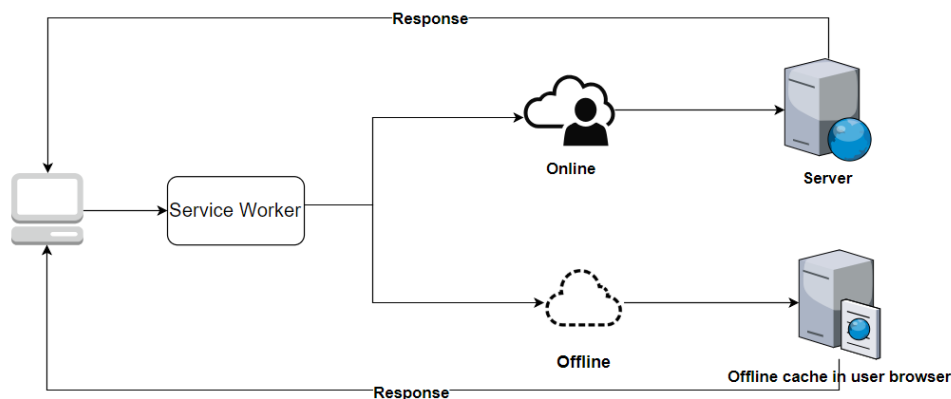 Response
Online
Server
Service Worker
Offline
Offline cache in user browser
Response